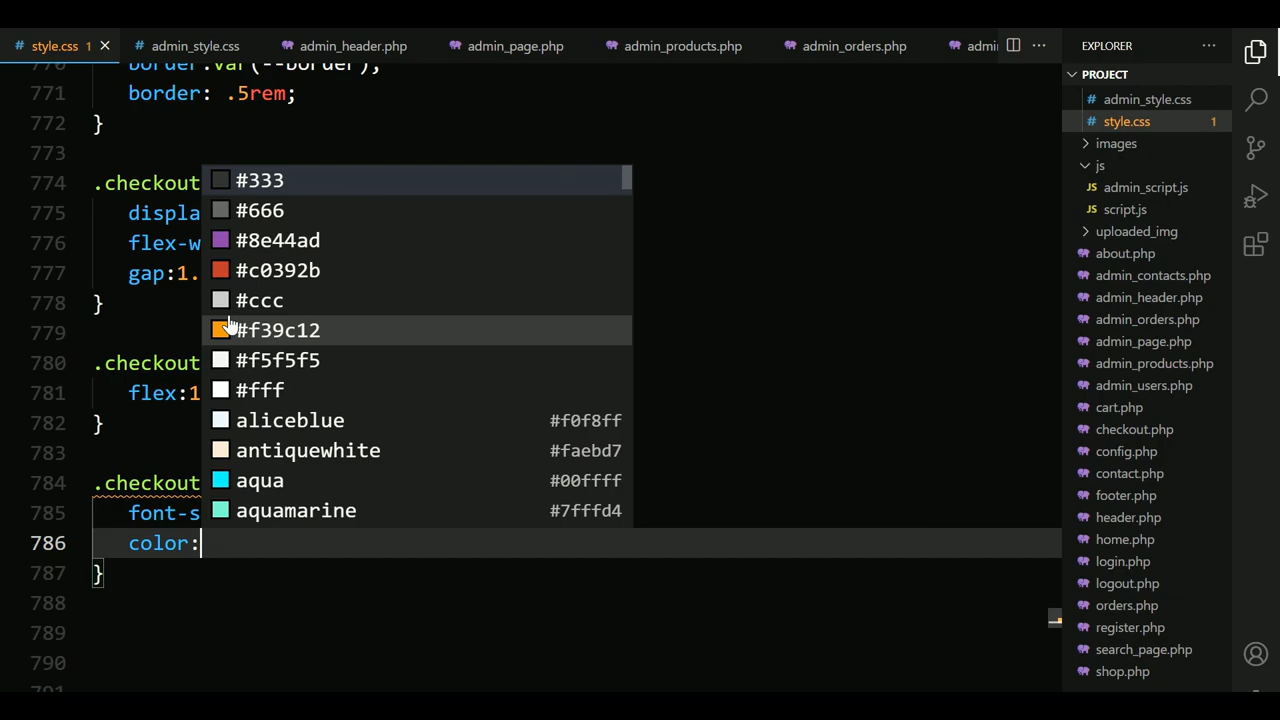 style.css 1
admin_style.css
admin_header.php
admin_page.php
admin_products.php
admin_orders.php
admi
EXPLORER
PROJECT
admin_style.css
style.css 1
images
js
admin_script.js
script.js
uploaded_img
about.php
admin_contacts.php
admin_header.php
admin_orders.php
admin_page.php
admin_products.php
admin_users.php
cart.php
checkout.php
config.php
contact.php
footer.php
header.php
home.php
login.php
logout.php
orders.php
register.php
search_page.php
shop.php
770 border:var(--border);
771 border: .5rem;
772 }
773
774 .checkout
775 displa
776 flex-w
777 gap:1.
778 }
779
780 .checkout
781 flex:1
782 }
783
784 .checkout
785 font-s
786 color:
787 }
788
789
790
791
#333
#666
#8e44ad
#c0392b
#ccc
#f39c12
#f5f5f5
#fff
aliceblue #f0f8ff
antiquewhite #faebd7
aqua #00ffff
aquamarine #7fffd4